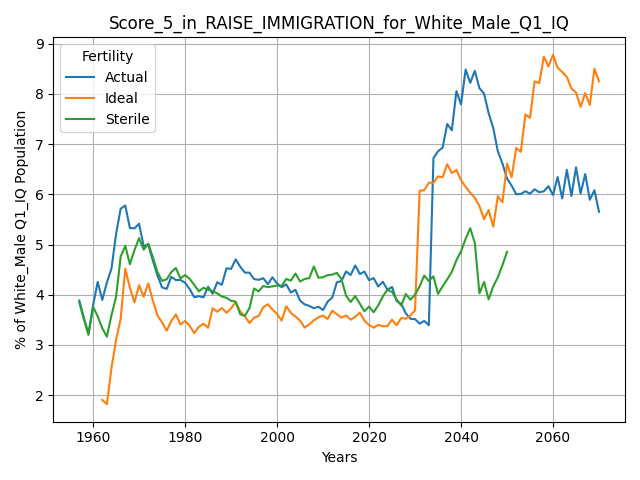 Score_5_in_RAISE_IMMIGRATION_for_White_Male_Q1_IQ
% of White_Male Q1_IQ Population
9
8
7
6
5
4
3
2
Fertility
Actual
Ideal
Sterile
1960 1980 2000 2020 2040 2060
Years